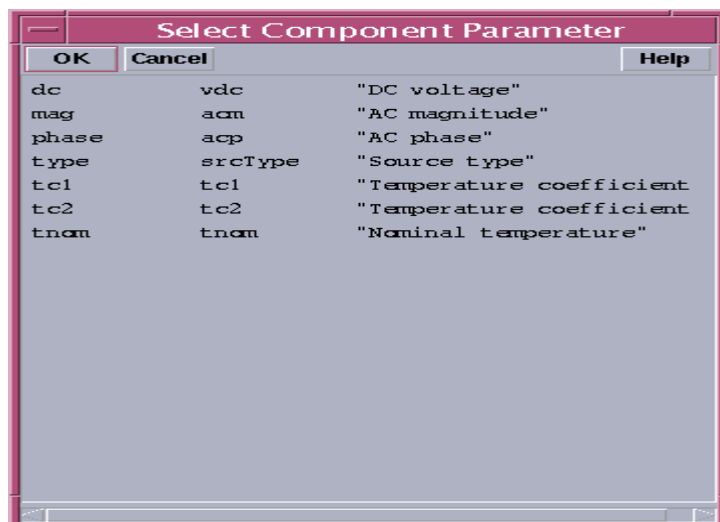 Select Component Parameter
OK Cancel Help
dc vdc "DC voltage"
mag acm "AC magnitude"
phase acp "AC phase"
type srcType "Source type"
tc1 tc1 "Temperature coefficient
tc2 tc2 "Temperature coefficient
tnom tnom "Nominal temperature"